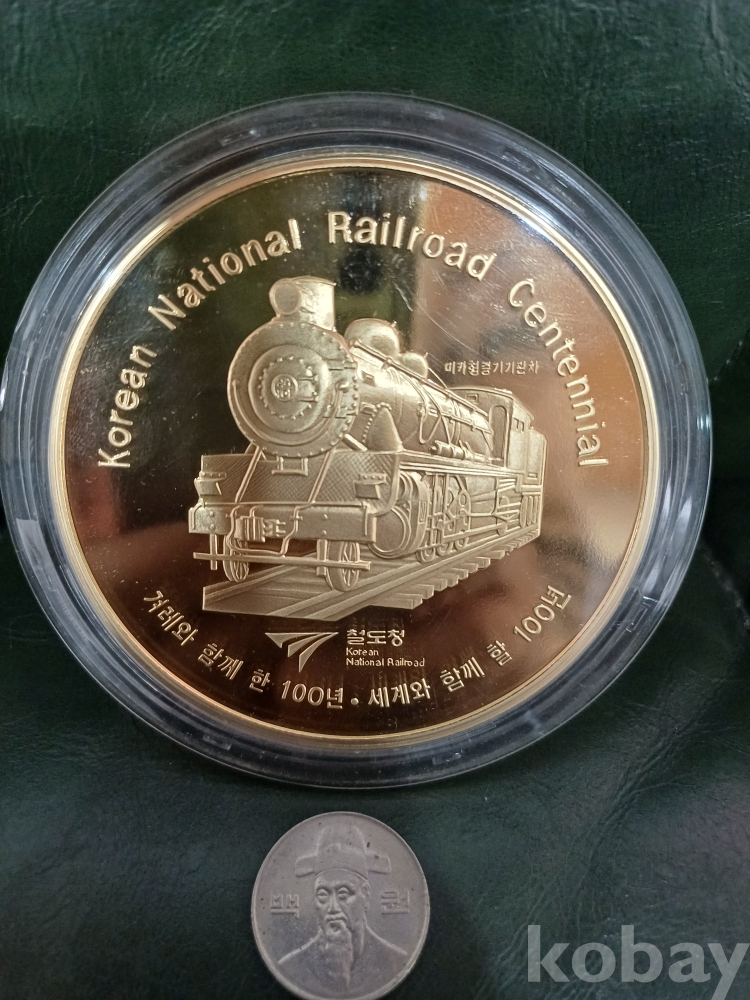 Korean National Railroad Centennial
미카형증기기관차
철도청
Korean
National Railroad
겨레와 함께 한 100년 • 세계와 함께 할 100년
백 원
kobay